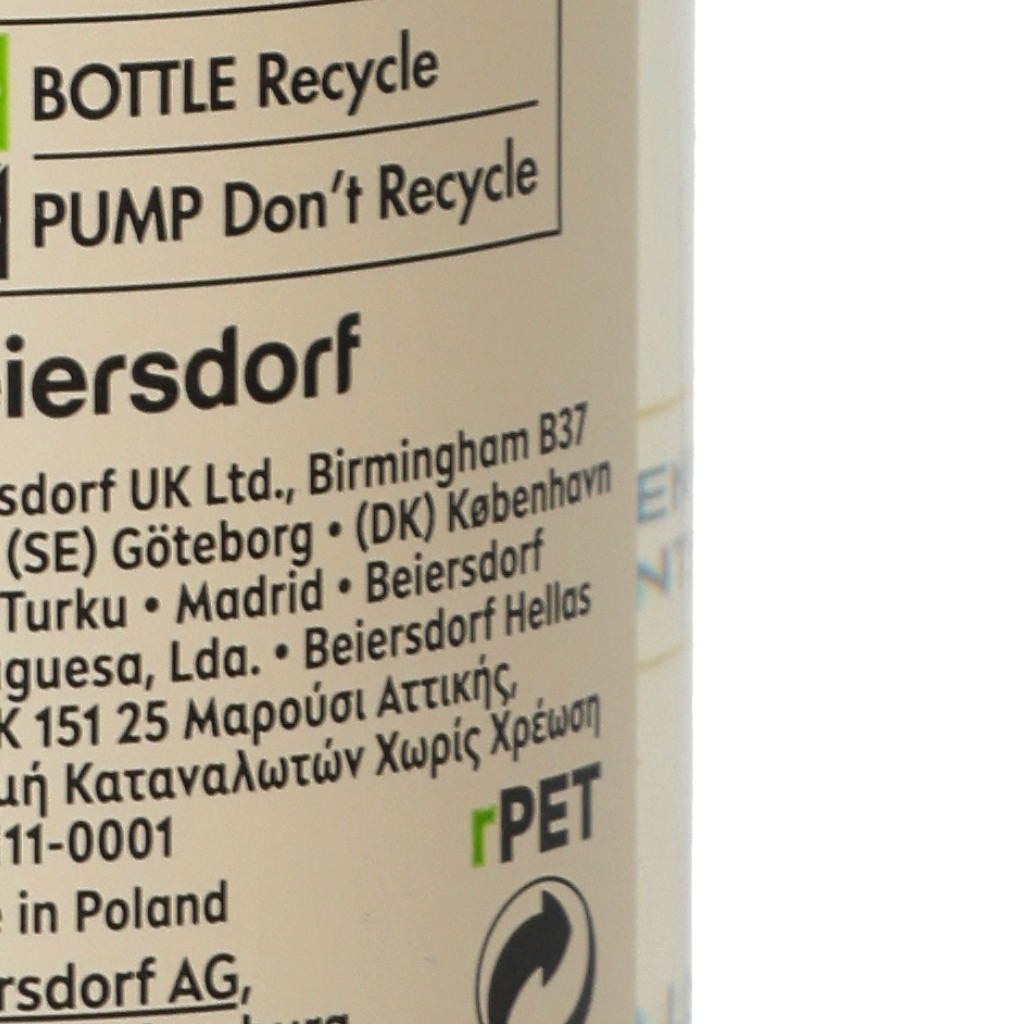 BOTTLE Recycle
PUMP Don't Recycle
eiersdorf
sdorf UK Ltd., Birmingham B37
(SE) Göteborg • (DK) København
Turku • Madrid • Beiersdorf
guesa, Lda. • Beiersdorf Hellas
K 151 25 Μαρούσι Αττικής,
μή Καταναλωτών Χωρίς Χρέωση
11-0001
rPET
in Poland
rsdorf AG,